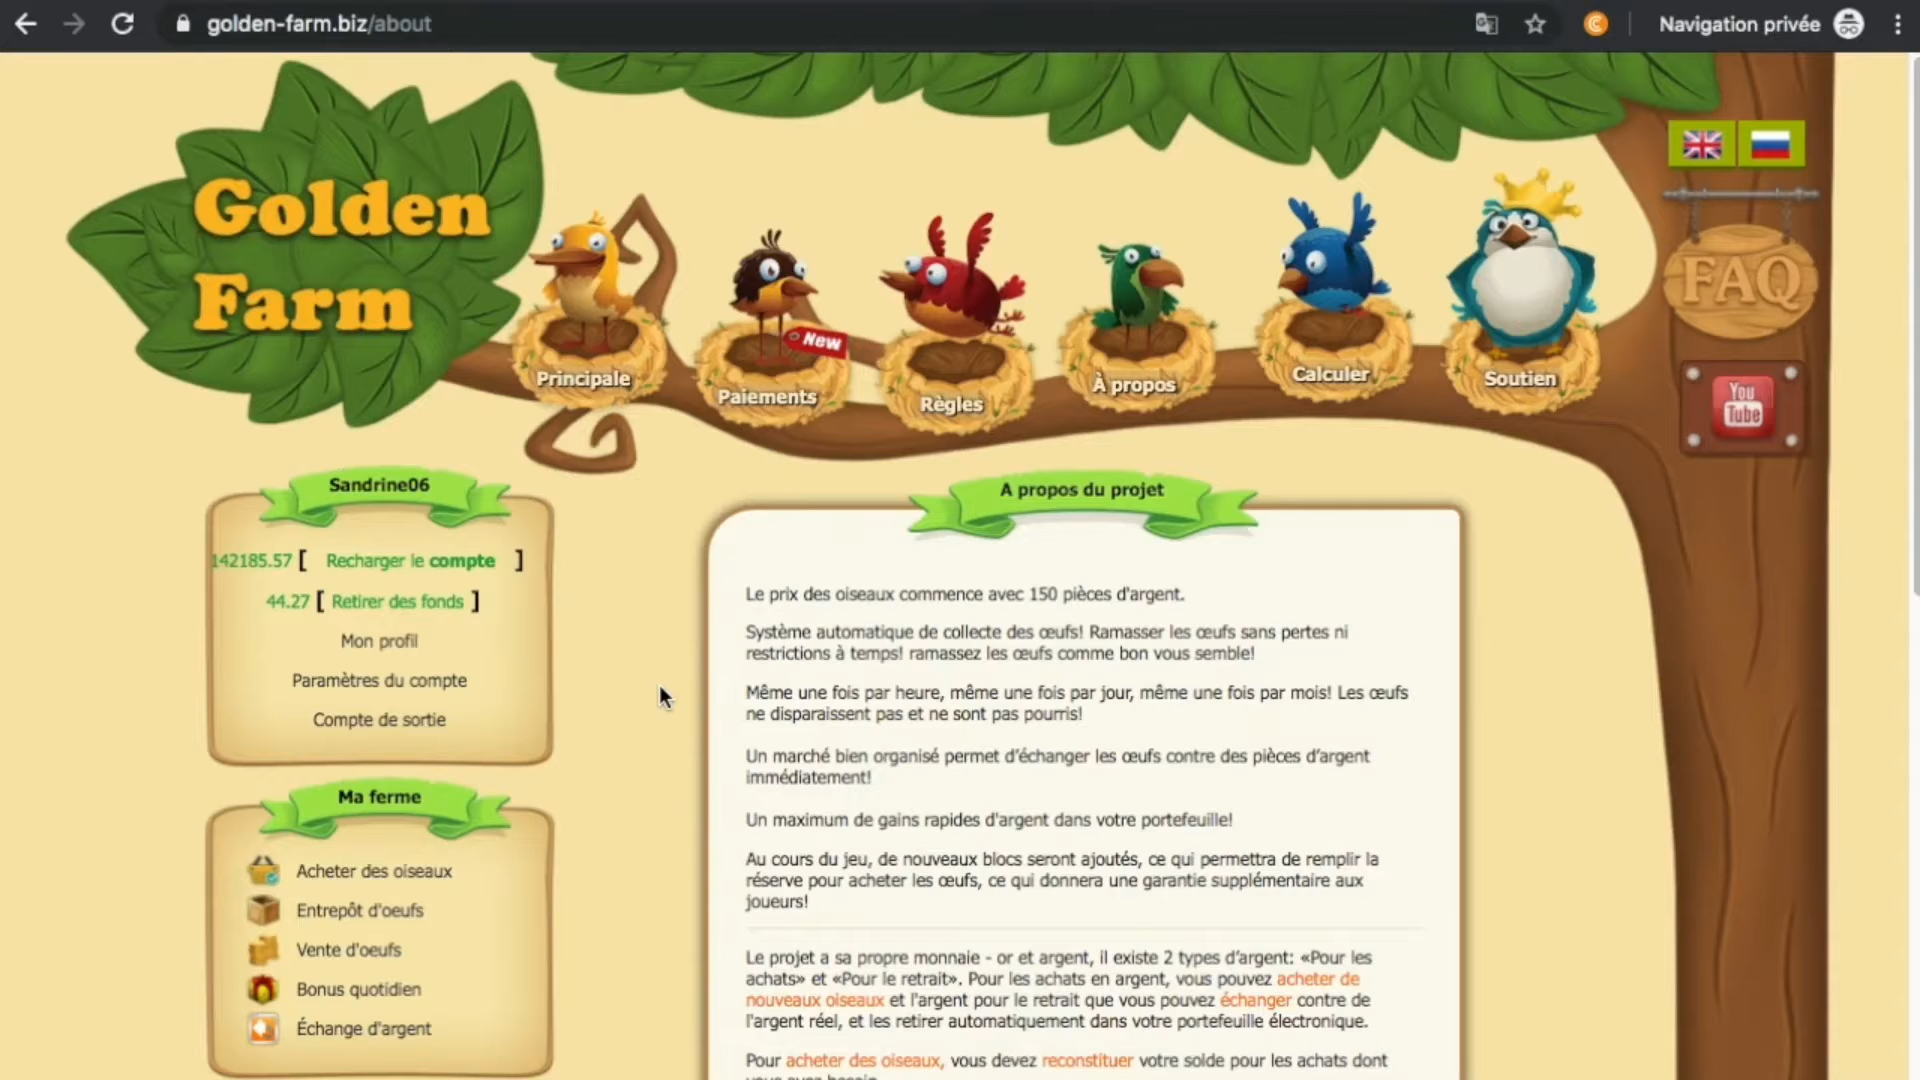 golden-farm.biz/about
Navigation privée
Golden
Farm
Principale
Paiements
New
Règles
À propos
Calculer
Soutien
FAQ
You
Tube
Sandrine06
142185.57 [ Recharger le compte ]
44.27 [ Retirer des fonds ]
Mon profil
Paramètres du compte
Compte de sortie
Ma ferme
Acheter des oiseaux
Entrepôt d'oeufs
Vente d'oeufs
Bonus quotidien
Échange d'argent
A propos du projet
Le prix des oiseaux commence avec 150 pièces d'argent.
Système automatique de collecte des œufs! Ramasser les œufs sans pertes ni
restrictions à temps! ramassez les œufs comme bon vous semble!
Même une fois par heure, même une fois par jour, même une fois par mois! Les œufs
ne disparaissent pas et ne sont pas pourris!
Un marché bien organisé permet d’échanger les œufs contre des pièces d’argent
immédiatement!
Un maximum de gains rapides d'argent dans votre portefeuille!
Au cours du jeu, de nouveaux blocs seront ajoutés, ce qui permettra de remplir la
réserve pour acheter les œufs, ce qui donnera une garantie supplémentaire aux
joueurs!
Le projet a sa propre monnaie - or et argent, il existe 2 types d’argent: «Pour les
achats» et «Pour le retrait». Pour les achats en argent, vous pouvez acheter de
nouveaux oiseaux et l'argent pour le retrait que vous pouvez échanger contre de
l'argent réel, et les retirer automatiquement dans votre portefeuille électronique.
Pour acheter des oiseaux, vous devez reconstituer votre solde pour les achats dont